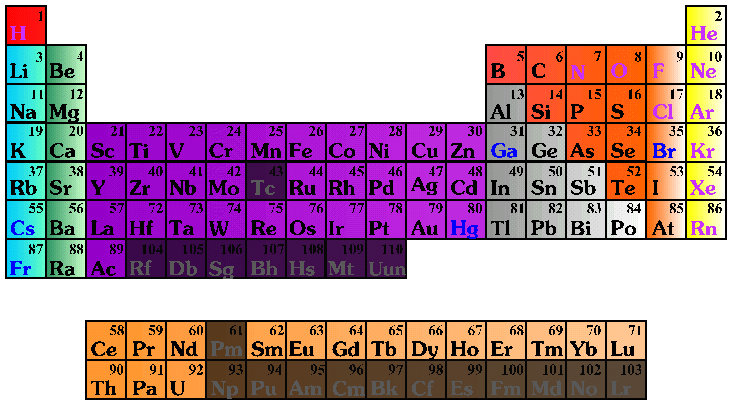 1 2
H He
3 4 5 6 7 8 9 10
Li Be B C N O F Ne
11 12 13 14 15 16 17 18
Na Mg Al Si P S Cl Ar
19 20 21 22 23 24 25 26 27 28 29 30 31 32 33 34 35 36
K Ca Sc Ti V Cr Mn Fe Co Ni Cu Zn Ga Ge As Se Br Kr
37 38 39 40 41 42 43 44 45 46 47 48 49 50 51 52 53 54
Rb Sr Y Zr Nb Mo Tc Ru Rh Pd Ag Cd In Sn Sb Te I Xe
55 56 57 72 73 74 75 76 77 78 79 80 81 82 83 84 85 86
Cs Ba La Hf Ta W Re Os Ir Pt Au Hg Tl Pb Bi Po At Rn
87 88 89 104 105 106 107 108 109 110
Fr Ra Ac Rf Db Sg Bh Hs Mt Uun
58 59 60 61 62 63 64 65 66 67 68 69 70 71
Ce Pr Nd Pm Sm Eu Gd Tb Dy Ho Er Tm Yb Lu
90 91 92 93 94 95 96 97 98 99 100 101 102 103
Th Pa U Np Pu Am Cm Bk Cf Es Fm Md No Lr